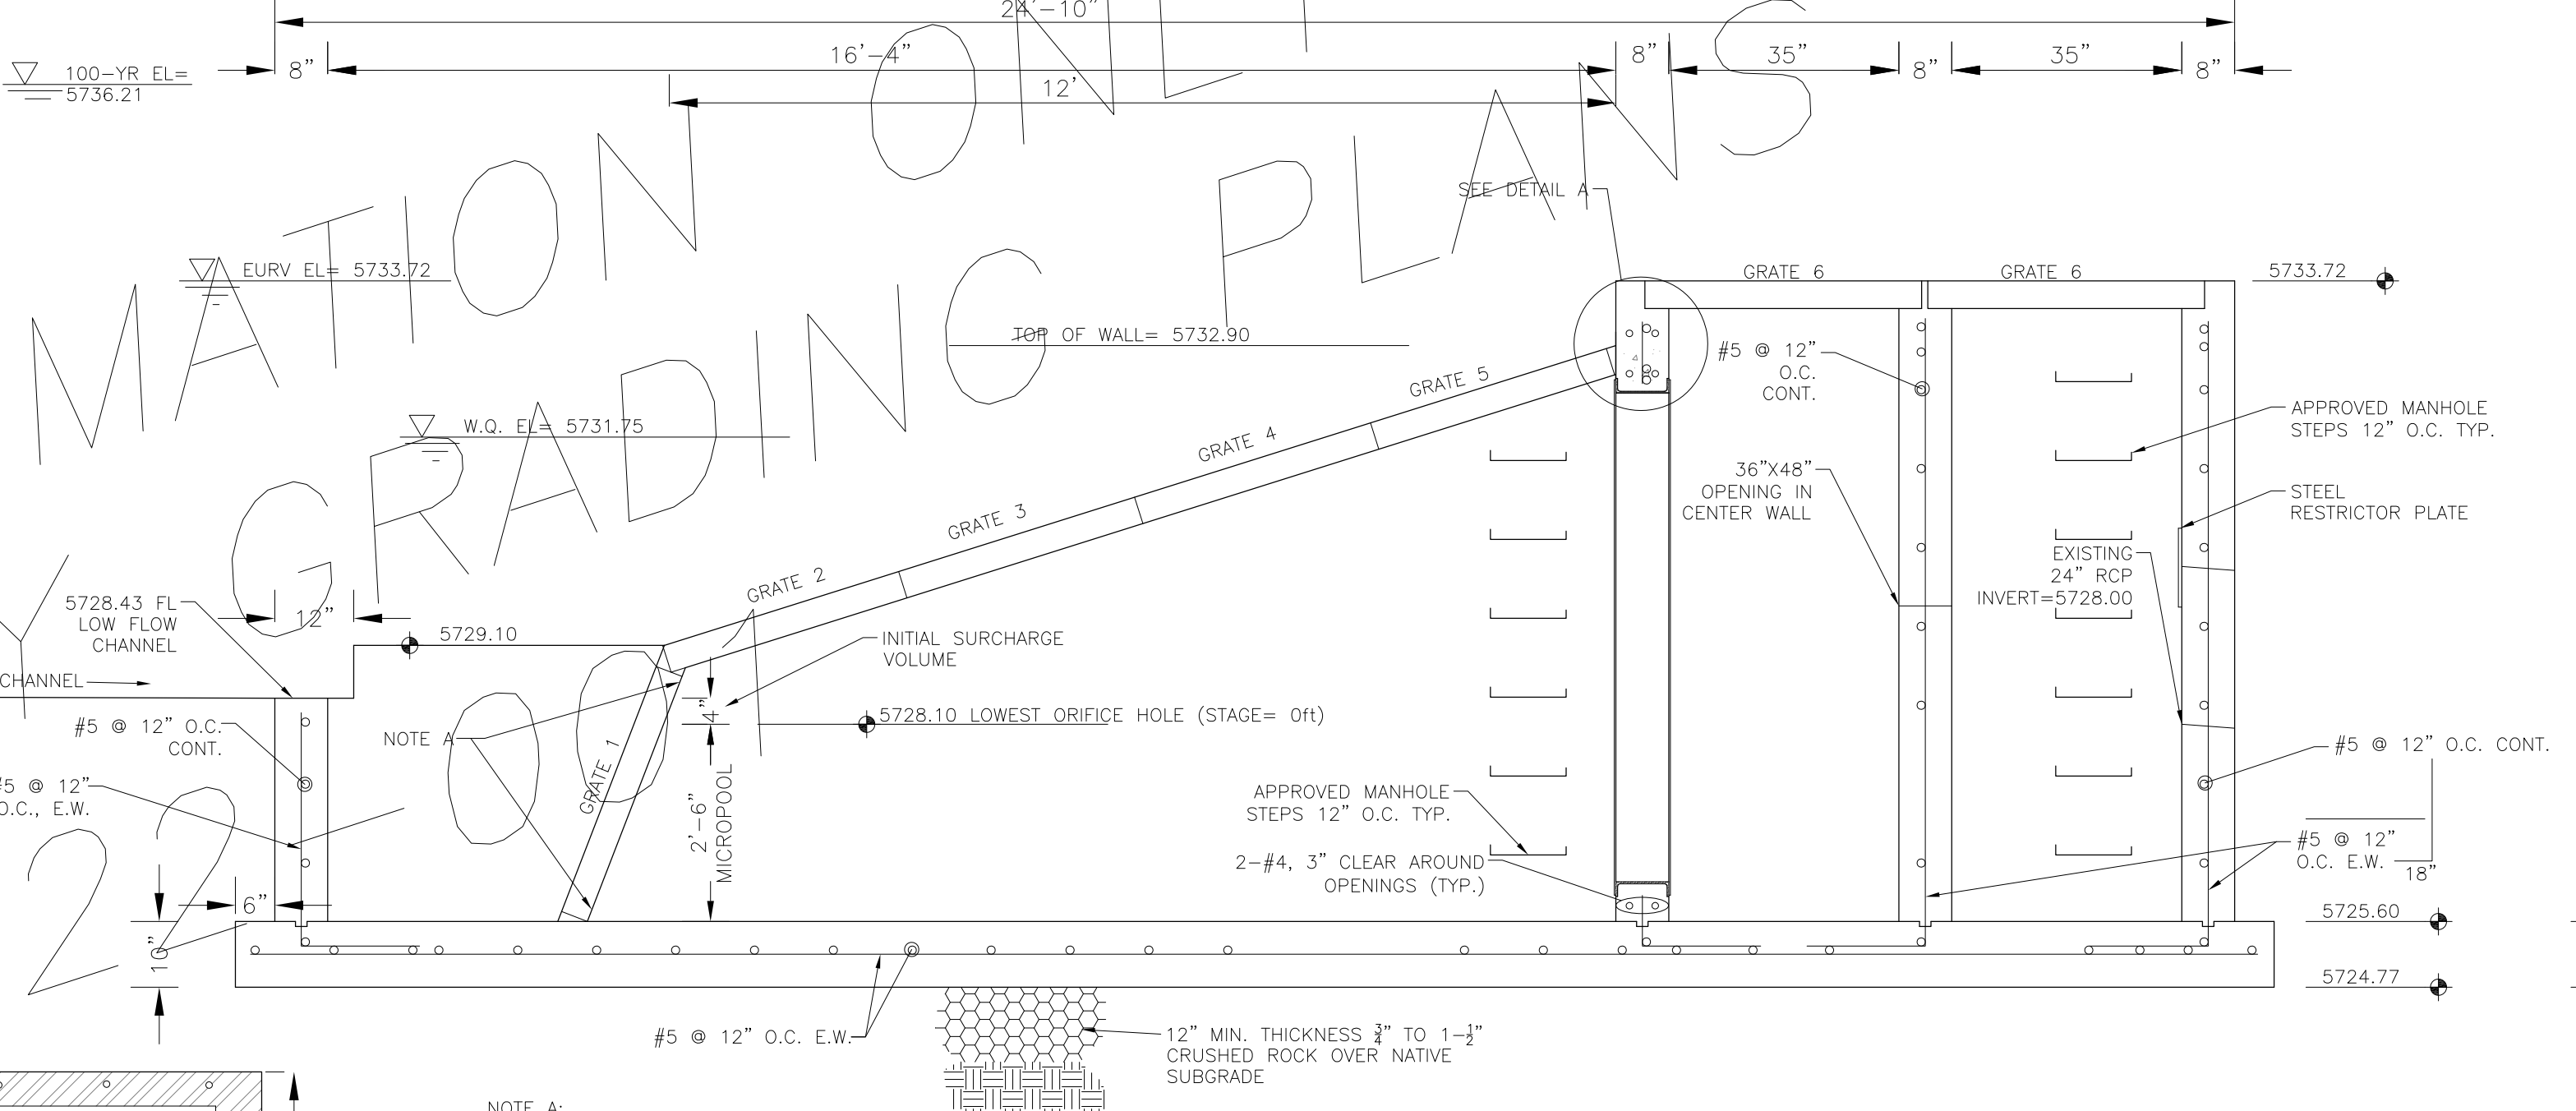 24'-10"
16'-4"
8"
35"
35"
8"
8"
8"
12'
100-YR EL=
5736.21
SEE DETAIL A
EURV EL= 5733.72
GRATE 6
GRATE 6
5733.72
TOP OF WALL= 5732.90
#5 @ 12"
O.C.
CONT.
GRATE 5
W.Q. EL= 5731.75
GRATE 4
APPROVED MANHOLE
STEPS 12" O.C. TYP.
36"X48"
OPENING IN
CENTER WALL
STEEL
RESTRICTOR PLATE
GRATE 3
EXISTING
24" RCP
INVERT=5728.00
GRATE 2
5728.43 FL
LOW FLOW
CHANNEL
12"
5729.10
INITIAL SURCHARGE
VOLUME
CHANNEL
4"
5728.10 LOWEST ORIFICE HOLE (STAGE= 0ft)
#5 @ 12" O.C.
CONT.
NOTE A
GRATE 1
2'-6"
MICROPOOL
#5 @ 12"
O.C., E.W.
#5 @ 12" O.C. CONT.
APPROVED MANHOLE
STEPS 12" O.C. TYP.
2-#4, 3" CLEAR AROUND
OPENINGS (TYP.)
#5 @ 12"
O.C. E.W.
18"
6"
10"
5725.60
5724.77
#5 @ 12" O.C. E.W.
12" MIN. THICKNESS 3/4" TO 1-1/2"
CRUSHED ROCK OVER NATIVE
SUBGRADE
NOTE A:
MATION ONLY
GRADING PLANS